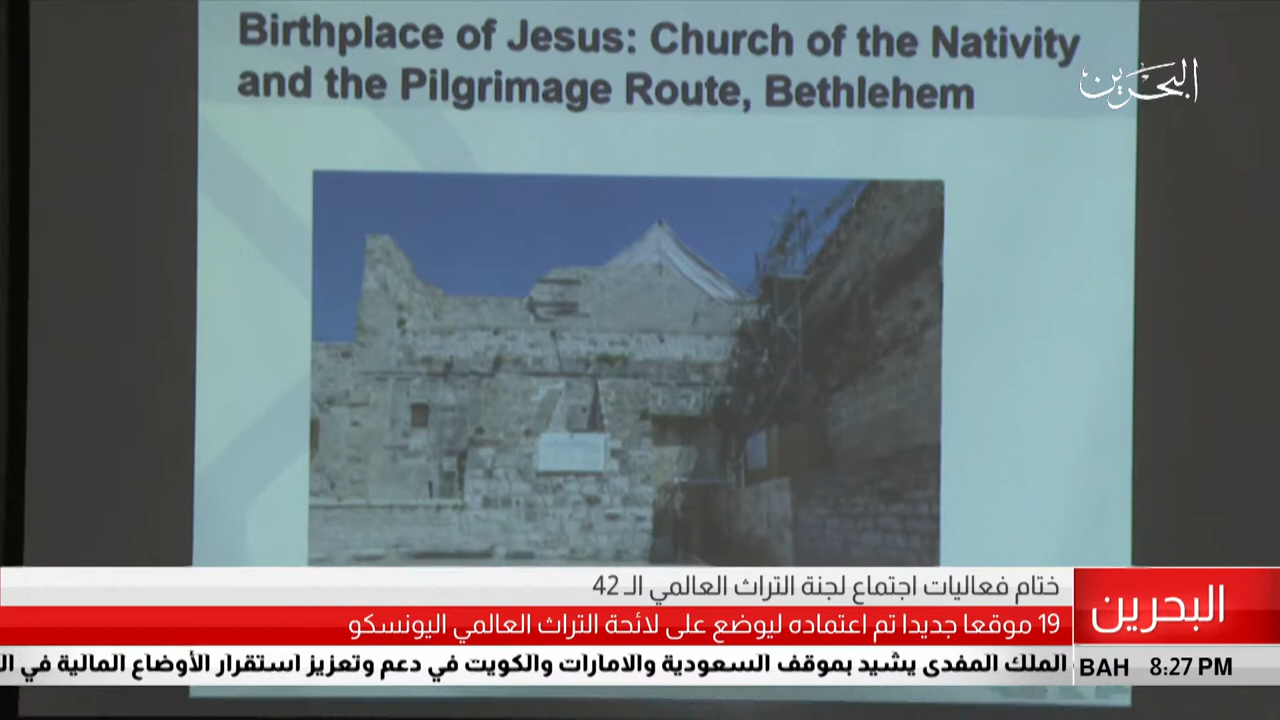 Birthplace of Jesus: Church of the Nativity
and the Pilgrimage Route, Bethlehem
البحرين
ختام فعاليات اجتماع لجنة التراث العالمي الـ 42
البحرين
19 موقعا جديدا تم اعتماده ليوضع على لائحة التراث العالمي اليونسكو
الملك المفدى يشيد بموقف السعودية والامارات والكويت في دعم وتعزيز استقرار الأوضاع المالية في
BAH 8:27 PM